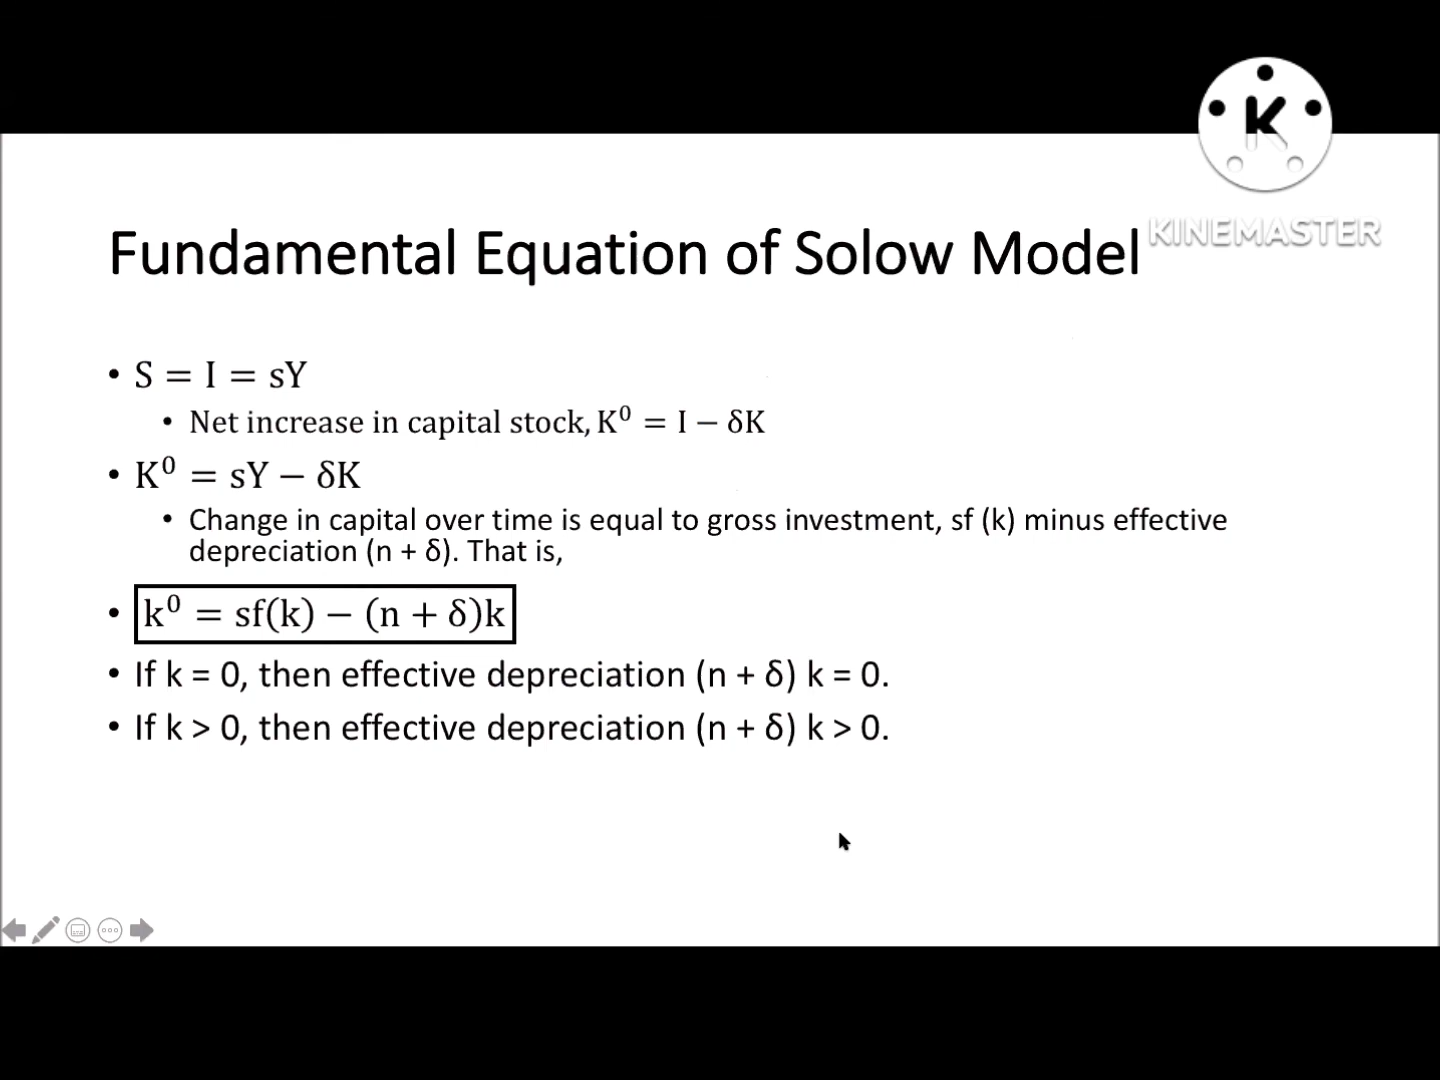 K
KINEMASTER
Fundamental Equation of Solow Model
• S = I = sY
• Net increase in capital stock, K⁰ = I − δK
• K⁰ = sY − δK
• Change in capital over time is equal to gross investment, sf (k) minus effective
depreciation (n + δ). That is,
• k⁰ = sf(k) − (n + δ)k
• If k = 0, then effective depreciation (n + δ) k = 0.
• If k > 0, then effective depreciation (n + δ) k > 0.